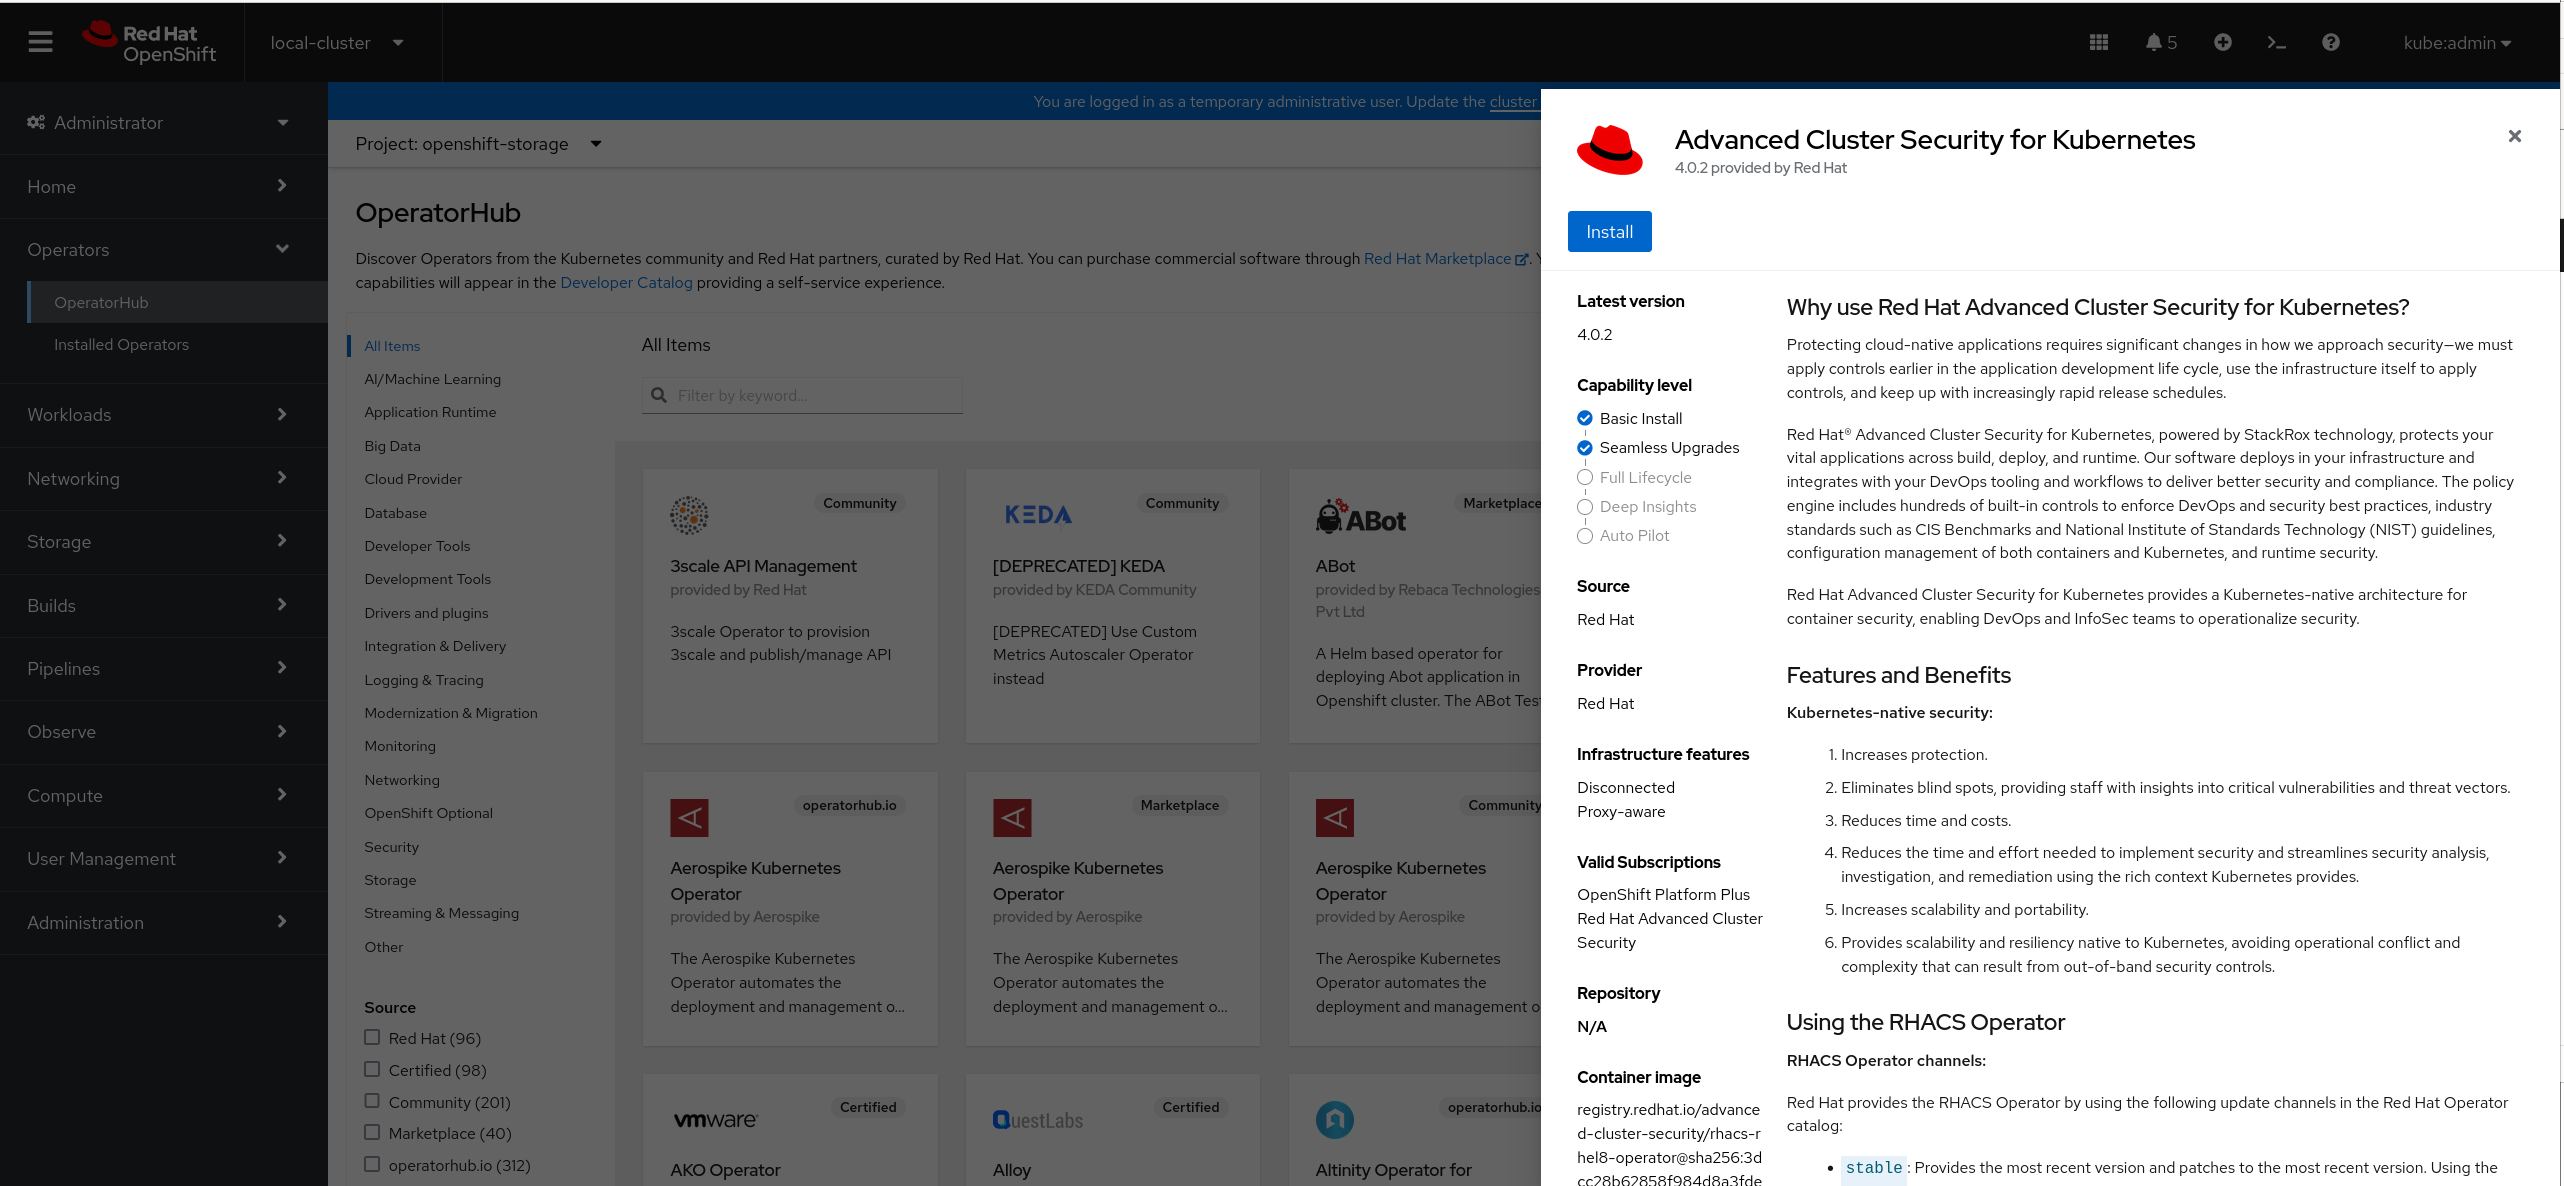 Red Hat
OpenShift
local-cluster
5
kube:admin
You are logged in as a temporary administrative user. Update the cluster
Administrator
Home
Operators
OperatorHub
Installed Operators
Workloads
Networking
Storage
Builds
Pipelines
Observe
Compute
User Management
Administration
Project: openshift-storage
OperatorHub
Discover Operators from the Kubernetes community and Red Hat partners, curated by Red Hat. You can purchase commercial software through Red Hat Marketplace.
capabilities will appear in the Developer Catalog providing a self-service experience.
All Items
AI/Machine Learning
Application Runtime
Big Data
Cloud Provider
Database
Developer Tools
Development Tools
Drivers and plugins
Integration & Delivery
Logging & Tracing
Modernization & Migration
Monitoring
Networking
OpenShift Optional
Security
Storage
Streaming & Messaging
Other
Source
Red Hat (96)
Certified (98)
Community (201)
Marketplace (40)
operatorhub.io (312)
All Items
Filter by keyword...
Community
3scale API Management
provided by Red Hat
3scale Operator to provision
3scale and publish/manage API
KEDA
Community
[DEPRECATED] KEDA
provided by KEDA Community
[DEPRECATED] Use Custom
Metrics Autoscaler Operator
instead
ABot
Marketplace
ABot
provided by Rebaca Technologies
Pvt Ltd
A Helm based operator for
deploying Abot application in
Openshift cluster. The ABot Tes
operatorhub.io
Aerospike Kubernetes
Operator
provided by Aerospike
The Aerospike Kubernetes
Operator automates the
deployment and management o...
Marketplace
Aerospike Kubernetes
Operator
provided by Aerospike
The Aerospike Kubernetes
Operator automates the
deployment and management o...
Community
Aerospike Kubernetes
Operator
provided by Aerospike
The Aerospike Kubernetes
Operator automates the
deployment and management o
vmware
Certified
AKO Operator
QuestLabs
Certified
Alloy
operatorhub.io
Altinity Operator for
Advanced Cluster Security for Kubernetes
4.0.2 provided by Red Hat
Install
Latest version
4.0.2
Capability level
Basic Install
Seamless Upgrades
Full Lifecycle
Deep Insights
Auto Pilot
Source
Red Hat
Provider
Red Hat
Infrastructure features
Disconnected
Proxy-aware
Valid Subscriptions
OpenShift Platform Plus
Red Hat Advanced Cluster
Security
Repository
N/A
Container image
registry.redhat.io/advance
d-cluster-security/rhacs-r
hel8-operator@sha256:3d
cc28b62858f984d8a3fde
Why use Red Hat Advanced Cluster Security for Kubernetes?
Protecting cloud-native applications requires significant changes in how we approach security—we must
apply controls earlier in the application development life cycle, use the infrastructure itself to apply
controls, and keep up with increasingly rapid release schedules.
Red Hat® Advanced Cluster Security for Kubernetes, powered by StackRox technology, protects your
vital applications across build, deploy, and runtime. Our software deploys in your infrastructure and
integrates with your DevOps tooling and workflows to deliver better security and compliance. The policy
engine includes hundreds of built-in controls to enforce DevOps and security best practices, industry
standards such as CIS Benchmarks and National Institute of Standards Technology (NIST) guidelines,
configuration management of both containers and Kubernetes, and runtime security.
Red Hat Advanced Cluster Security for Kubernetes provides a Kubernetes-native architecture for
container security, enabling DevOps and InfoSec teams to operationalize security.
Features and Benefits
Kubernetes-native security:
1. Increases protection.
2. Eliminates blind spots, providing staff with insights into critical vulnerabilities and threat vectors.
3. Reduces time and costs.
4. Reduces the time and effort needed to implement security and streamlines security analysis,
investigation, and remediation using the rich context Kubernetes provides.
5. Increases scalability and portability.
6. Provides scalability and resiliency native to Kubernetes, avoiding operational conflict and
complexity that can result from out-of-band security controls.
Using the RHACS Operator
RHACS Operator channels:
Red Hat provides the RHACS Operator by using the following update channels in the Red Hat Operator
catalog:
• stable : Provides the most recent version and patches to the most recent version. Using the